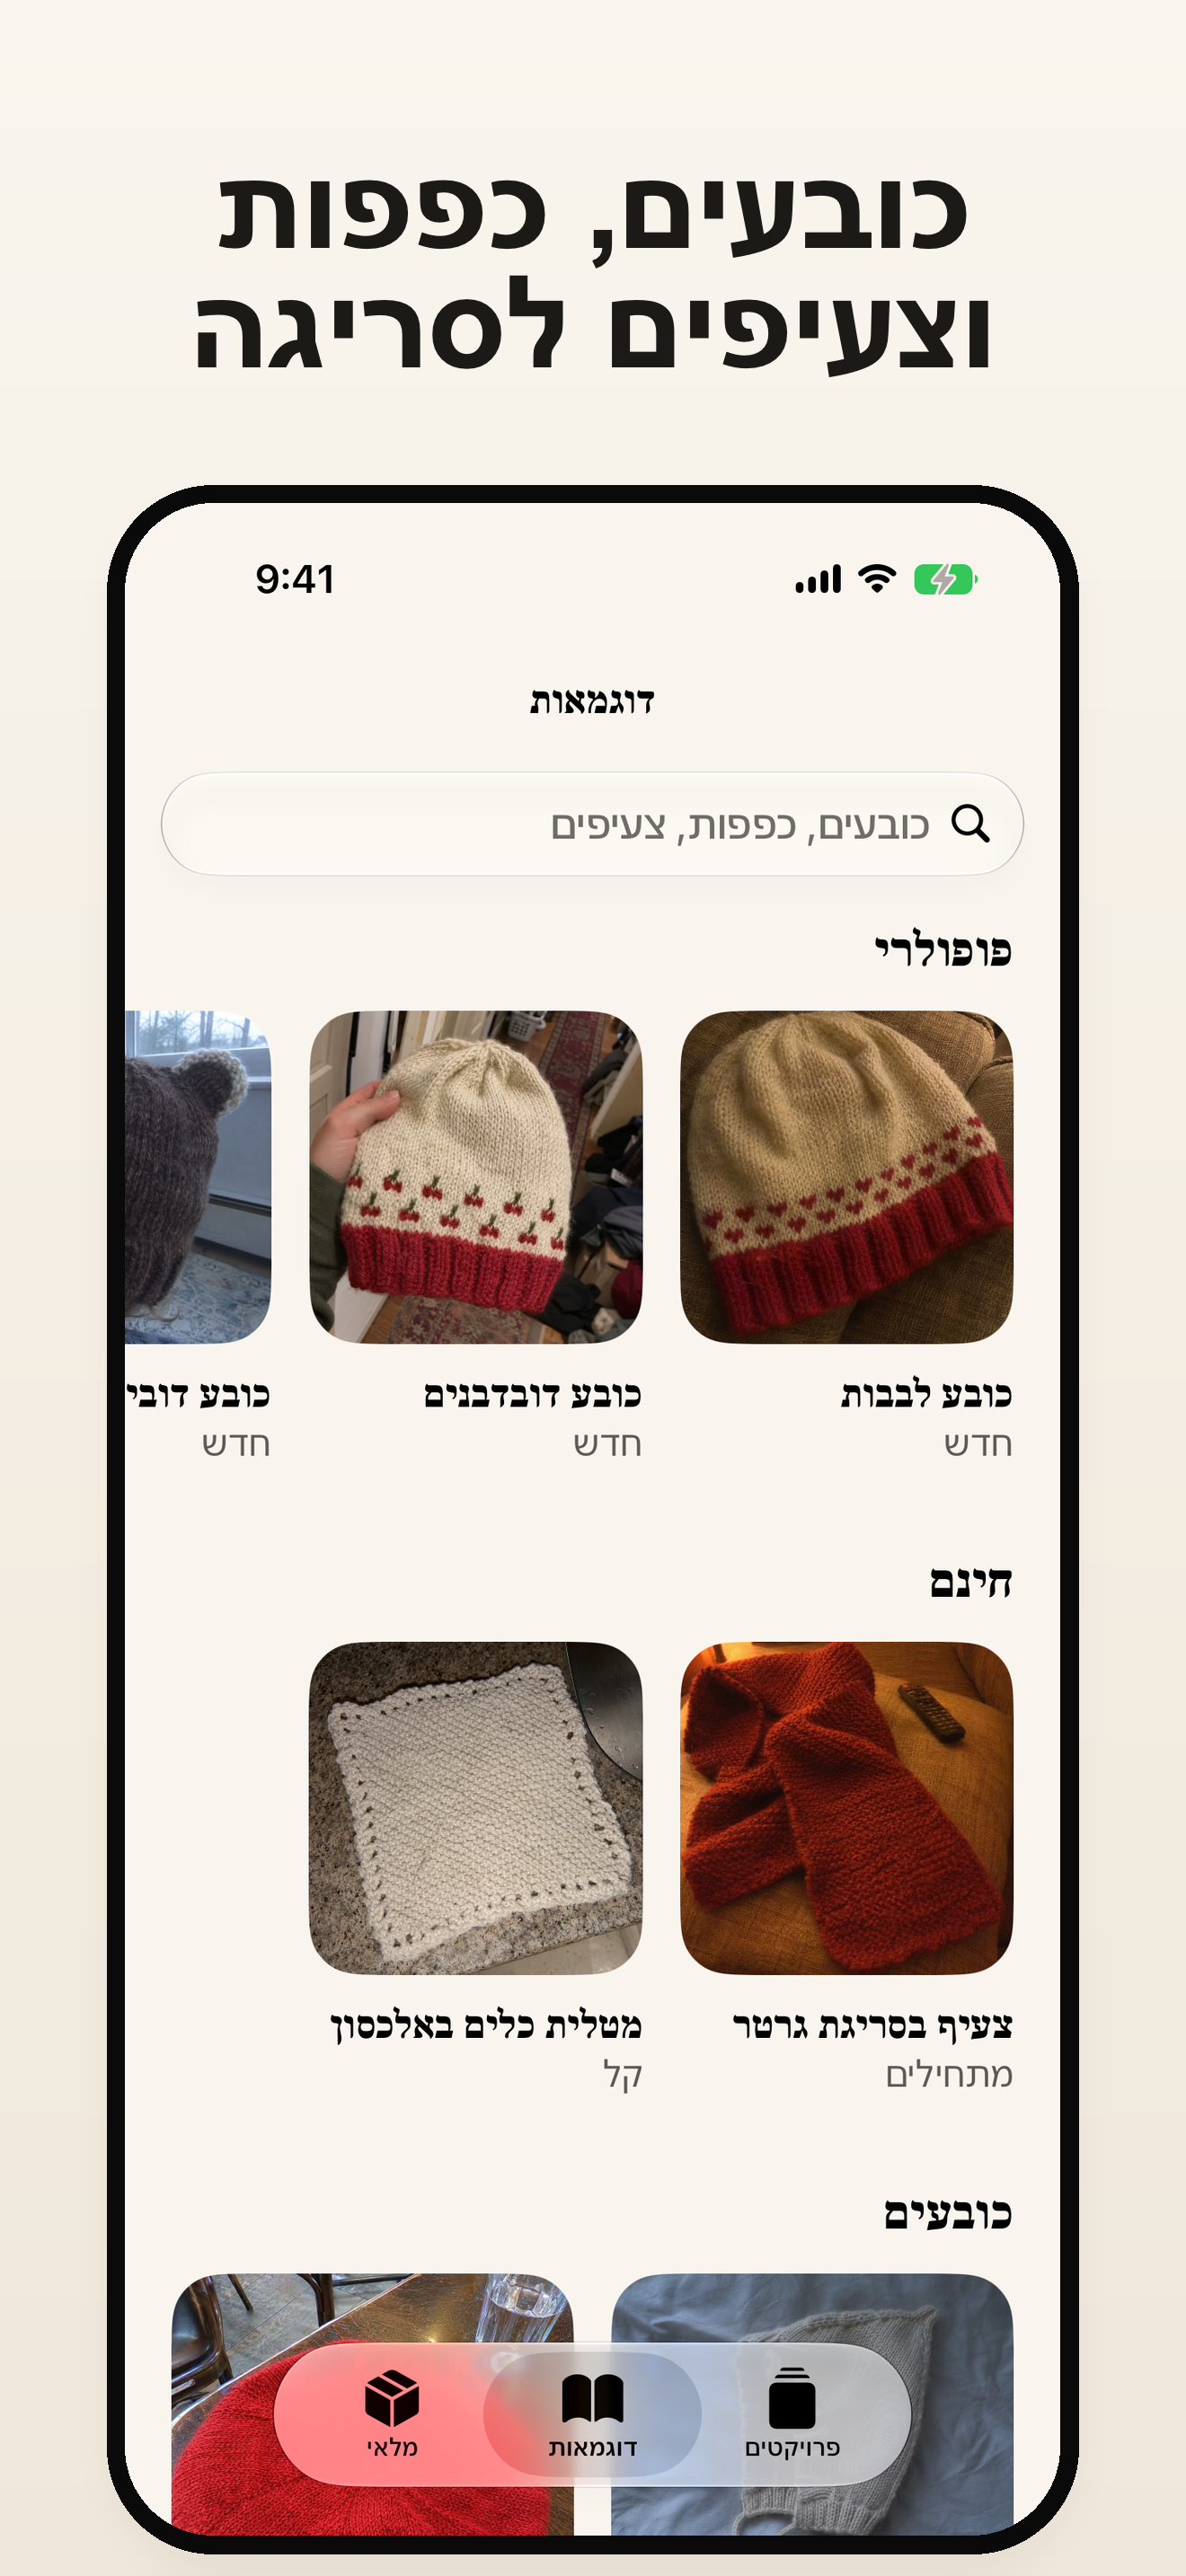 כובעים, כפפות
וצעיפים לסריגה
9:41
דוגמאות
כובעים, כפפות, צעיפים
פופולרי
כובע לבבות
חדש
כובע דובדבנים
חדש
כובע דובי
חדש
חינם
צעיף בסריגת גרטר
מתחילים
מטלית כלים באלכסון
קל
כובעים
פרויקטים
דוגמאות
מלאי